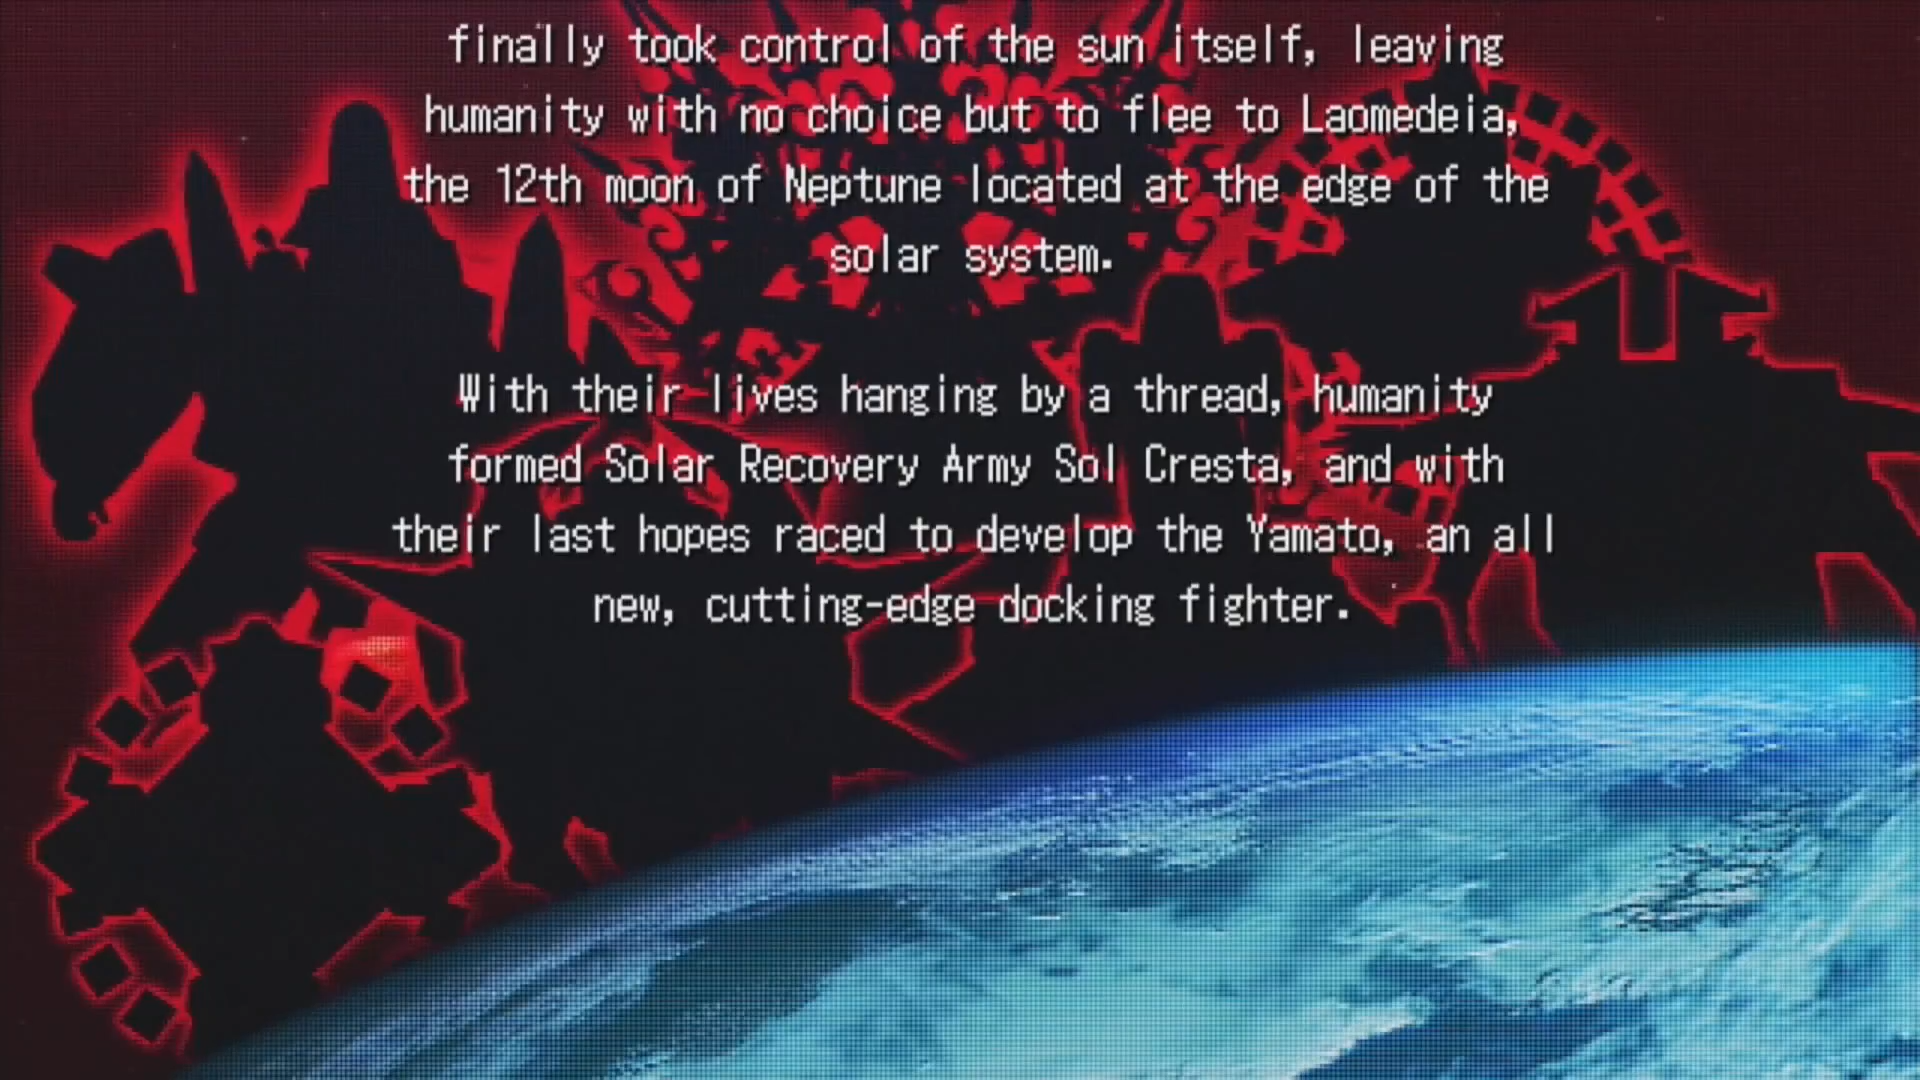 finally took control of the sun itself, leaving
humanity with no choice but to flee to Laomedeia,
the 12th moon of Neptune located at the edge of the
solar system.
With their lives hanging by a thread, humanity
formed Solar Recovery Army Sol Cresta, and with
their last hopes raced to develop the Yamato, an all
new, cutting-edge docking fighter.